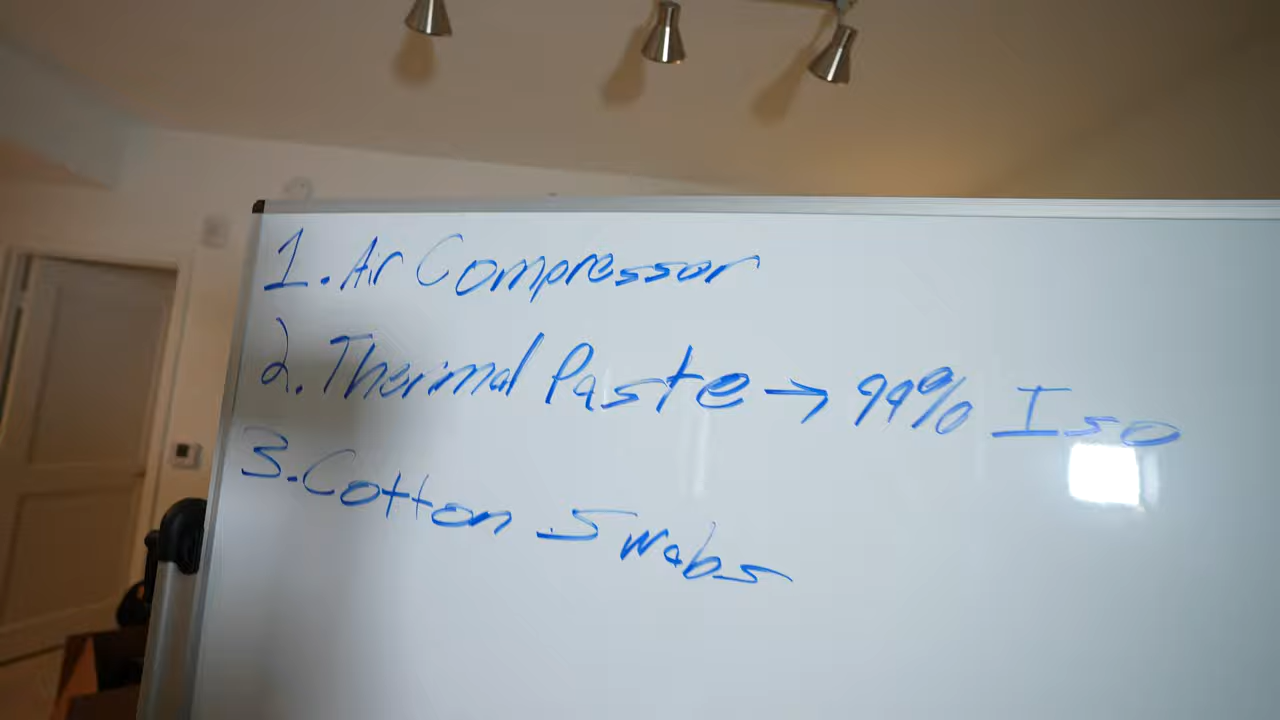 1. Air Compressor
2. Thermal Paste → 99% Iso
3. Cotton Swabs